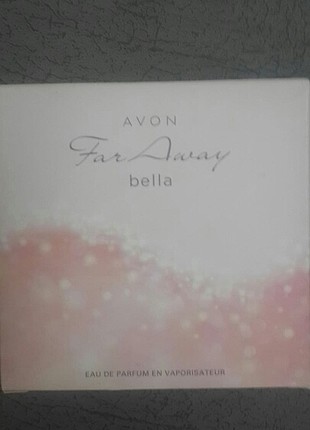 AVON
Far Away
bella
EAU DE PARFUM EN VAPORISATEUR